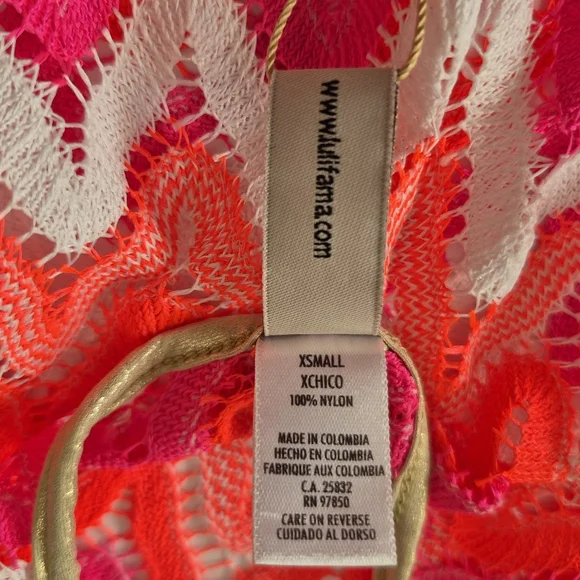 www.lulifama.com
XSMALL
XCHICO
100% NYLON
MADE IN COLOMBIA
HECHO EN COLOMBIA
FABRIQUE AUX COLOMBIA
C.A. 25832
RN 97850
CARE ON REVERSE
CUIDADO AL DORSO